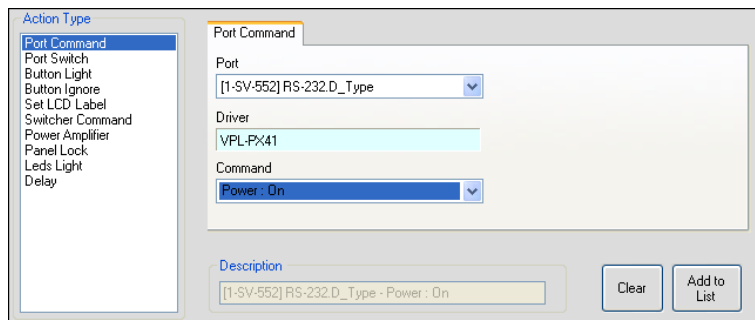 Action Type
Port Command
Port Switch
Button Light
Button Ignore
Set LCD Label
Switcher Command
Power Amplifier
Panel Lock
Leds Light
Delay
Port Command
Port
[1-SV-552] RS-232.D_Type
Driver
VPL-PX41
Command
Power : On
Description
[1-SV-552] RS-232.D_Type - Power : On
Clear
Add to
List